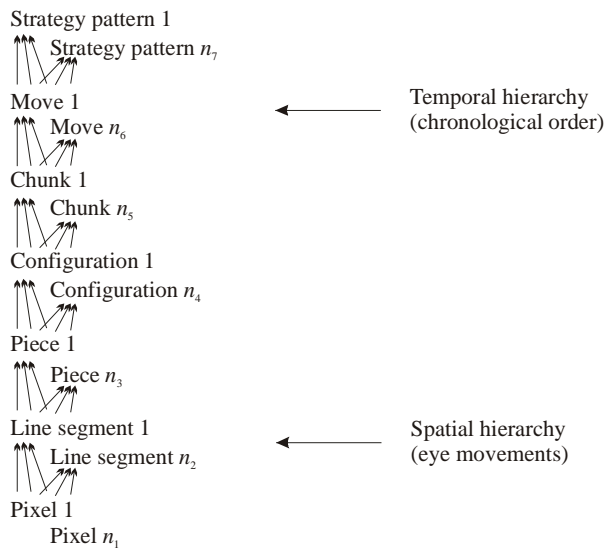 Strategy pattern 1
Strategy pattern n₇
Move 1
Temporal hierarchy
(chronological order)
Move n₆
Chunk 1
Chunk n₅
Configuration 1
Configuration n₄
Piece 1
Piece n₃
Line segment 1
Spatial hierarchy
(eye movements)
Line segment n₂
Pixel 1
Pixel n₁